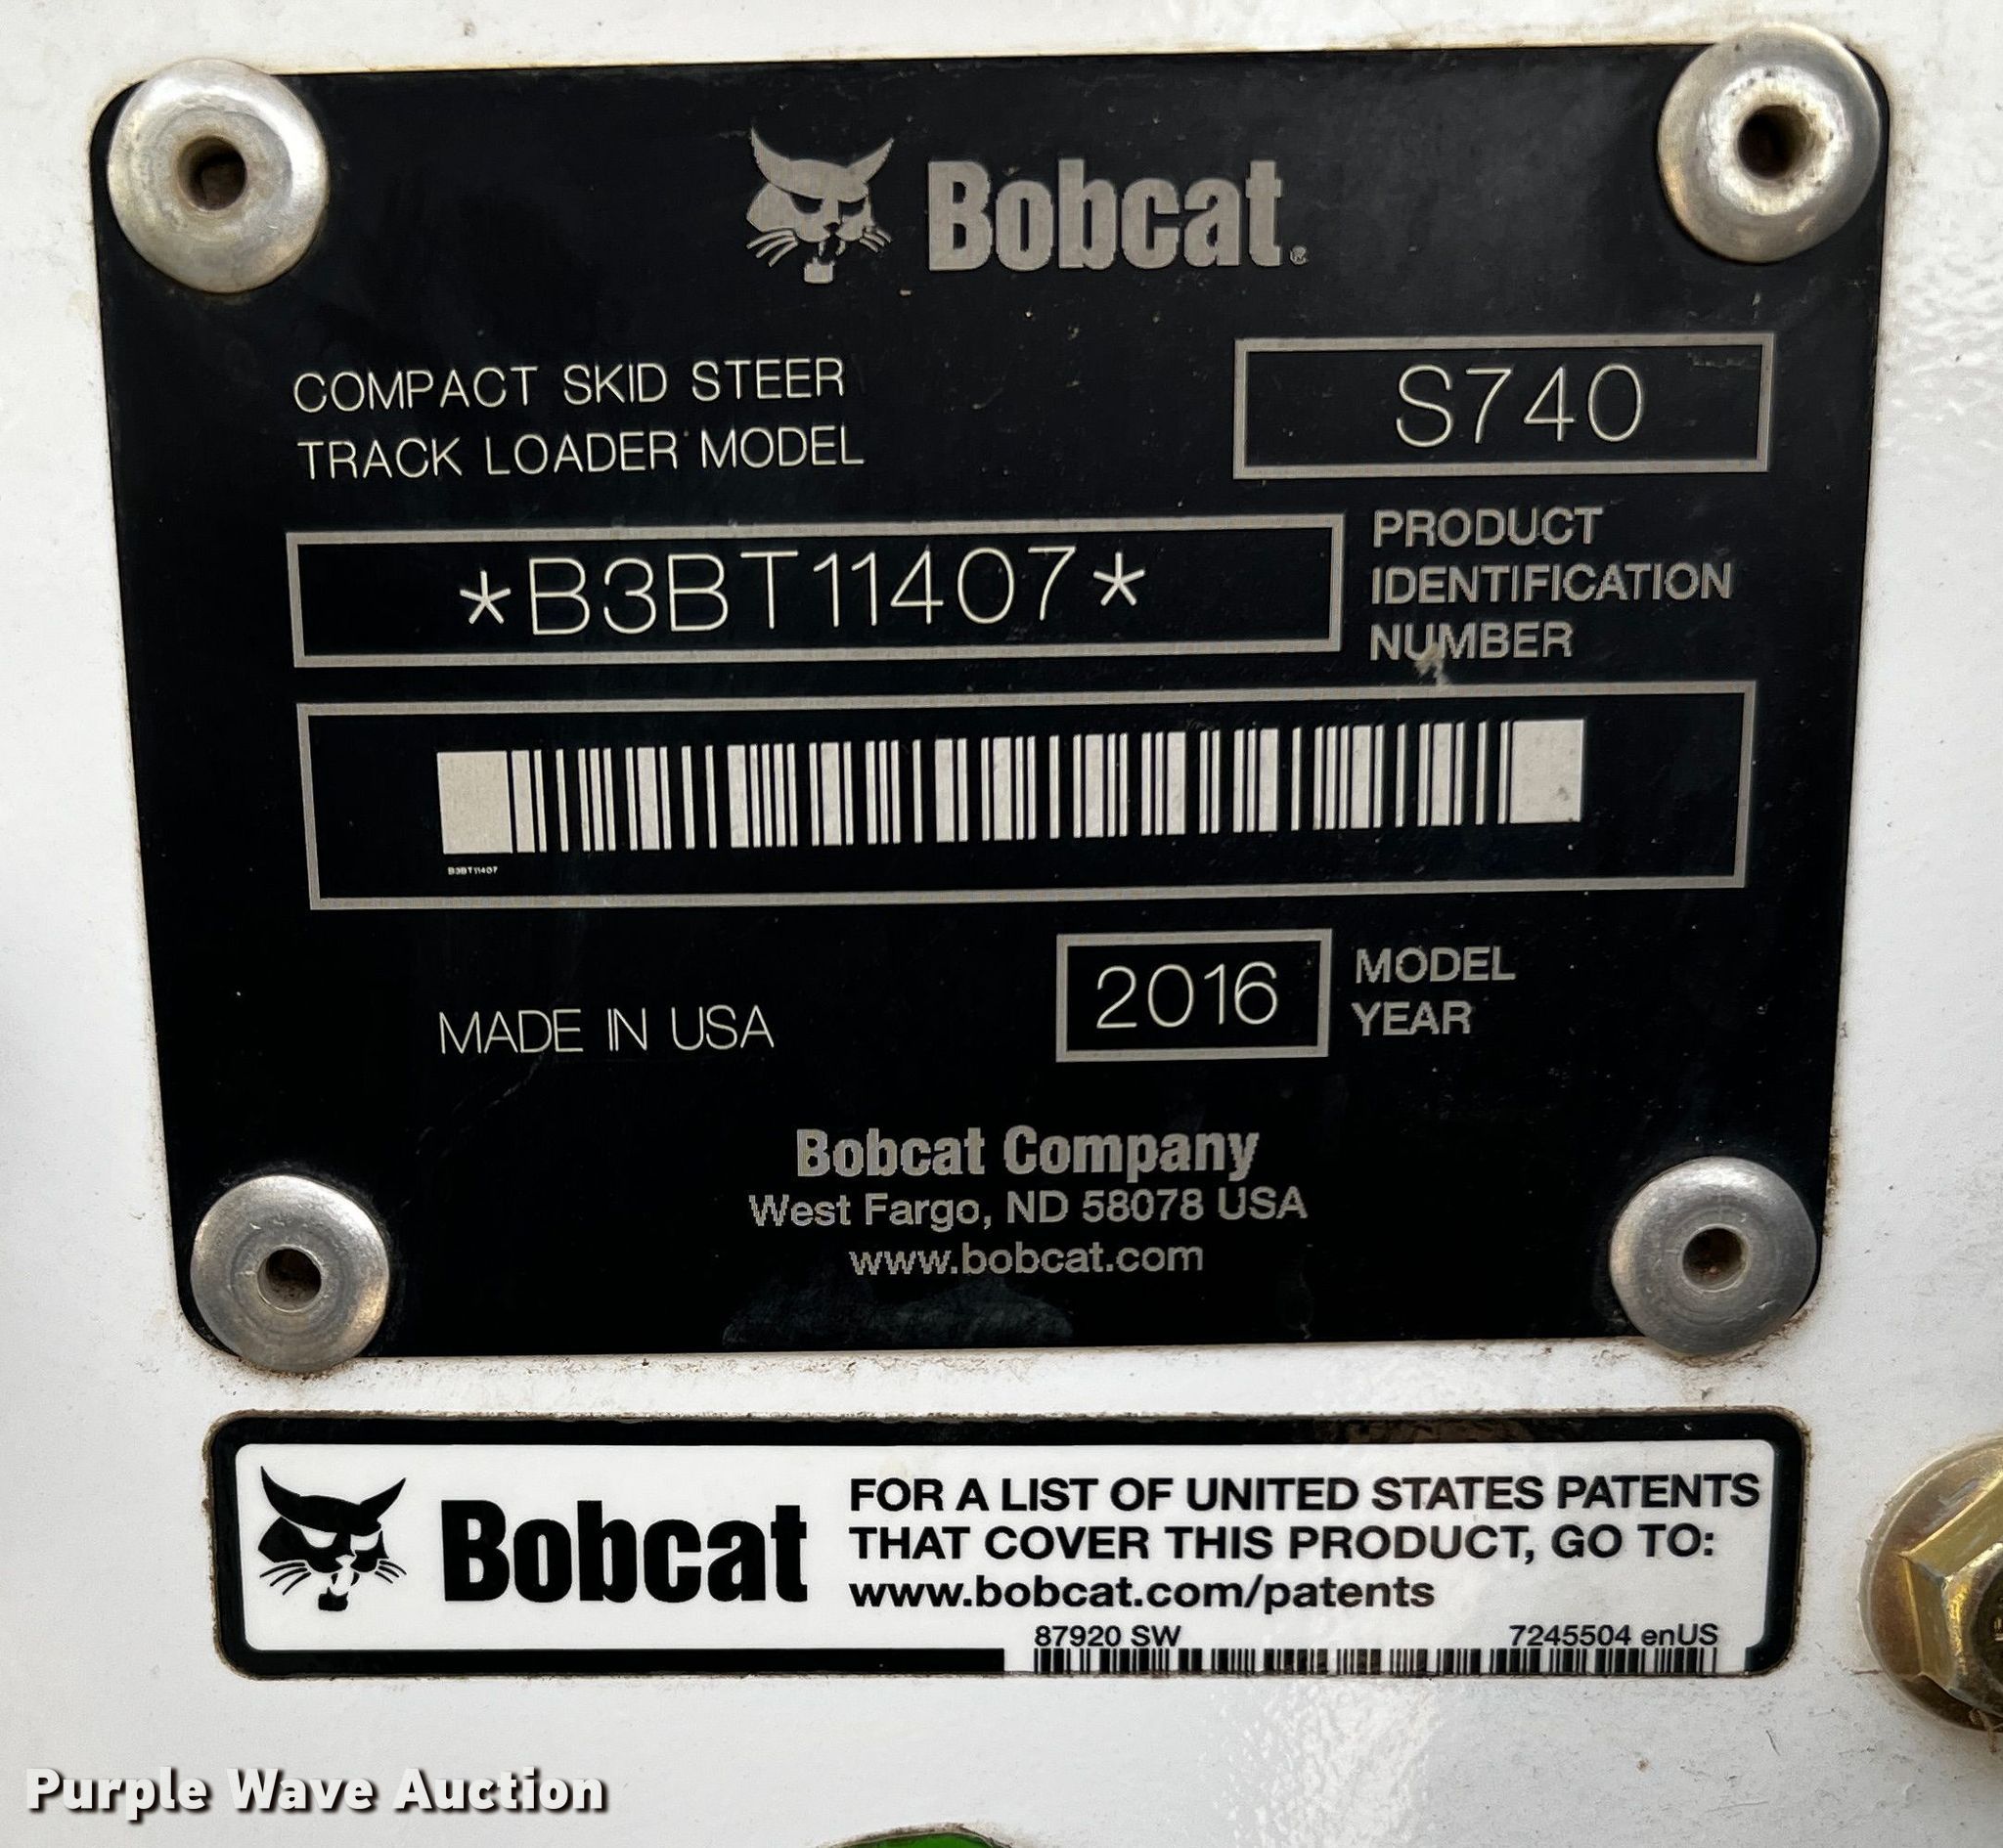 Bobcat®
COMPACT SKID STEER
TRACK LOADER MODEL
S740
*B3BT11407*
PRODUCT
IDENTIFICATION
NUMBER
B3BT11407
MADE IN USA
2016
MODEL
YEAR
Bobcat Company
West Fargo, ND 58078 USA
www.bobcat.com
Bobcat
FOR A LIST OF UNITED STATES PATENTS
THAT COVER THIS PRODUCT, GO TO:
www.bobcat.com/patents
87920 SW
7245504 enUS
Purple Wave Auction